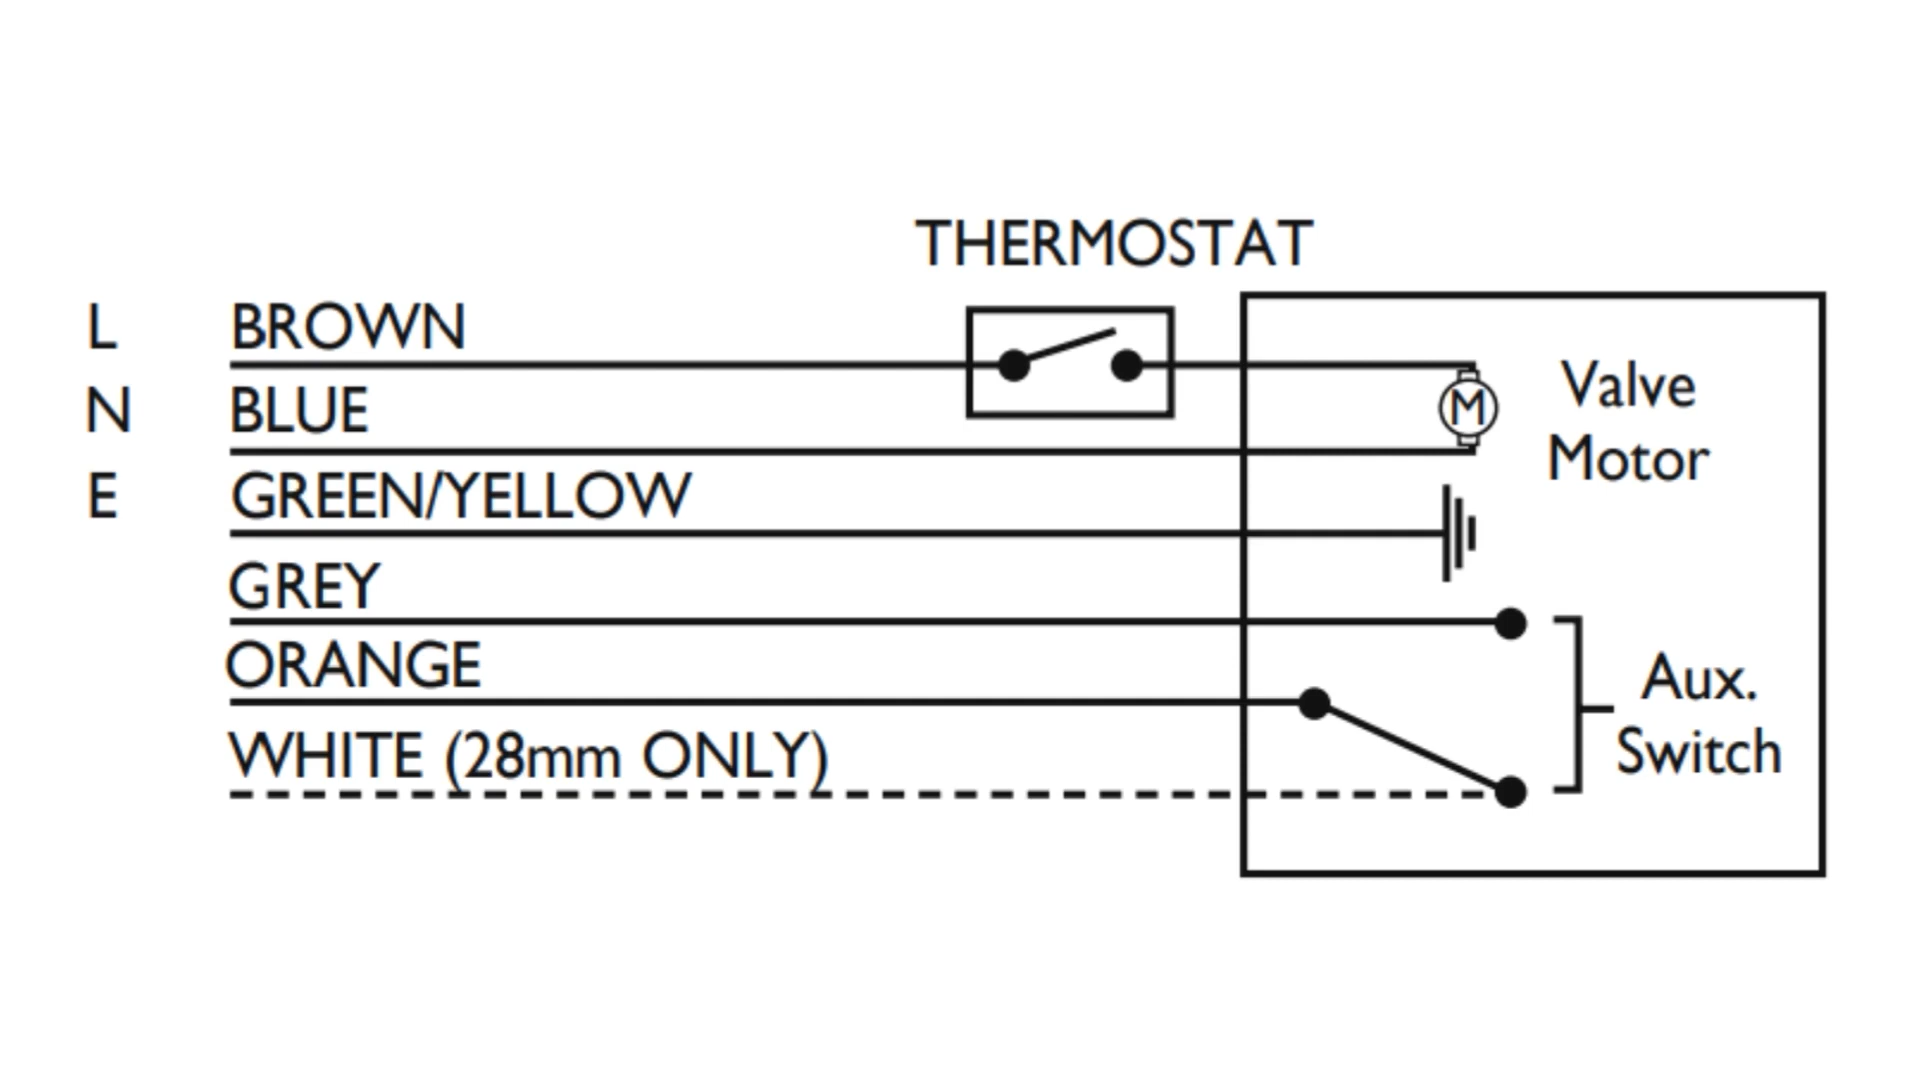 THERMOSTAT
L BROWN
N BLUE
E GREEN/YELLOW
GREY
ORANGE
WHITE (28mm ONLY)
M
Valve
Motor
Aux.
Switch